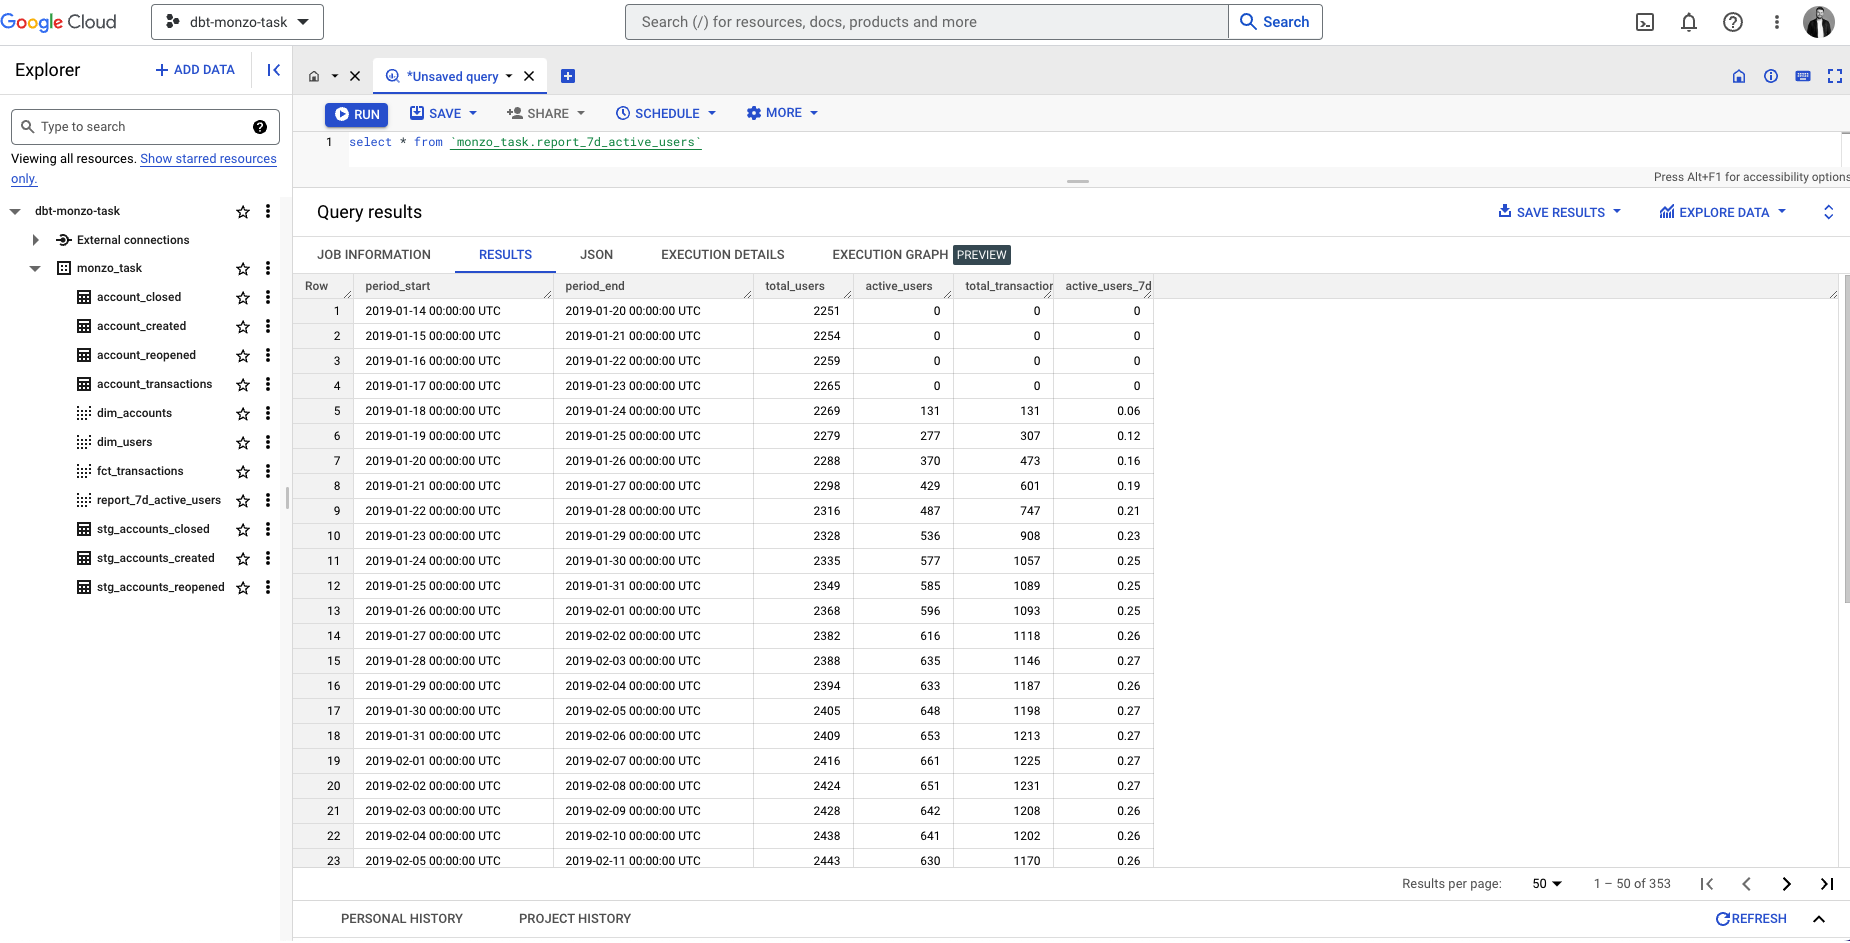 Google Cloud
dbt-monzo-task
Search (/) for resources, docs, products and more
Search
Explorer
ADD DATA
*Unsaved query
Type to search
Viewing all resources. Show starred resources
only.
dbt-monzo-task
External connections
monzo_task
account_closed
account_created
account_reopened
account_transactions
dim_accounts
dim_users
fct_transactions
report_7d_active_users
stg_accounts_closed
stg_accounts_created
stg_accounts_reopened
RUN SAVE SHARE SCHEDULE MORE
1 select * from `monzo_task.report_7d_active_users`
Press Alt+F1 for accessibility options
Query results
SAVE RESULTS EXPLORE DATA
JOB INFORMATION RESULTS JSON EXECUTION DETAILS EXECUTION GRAPH PREVIEW
Row period_start period_end total_users active_users total_transaction active_users_7d
1 2019-01-14 00:00:00 UTC 2019-01-20 00:00:00 UTC 2251 0 0 0
2 2019-01-15 00:00:00 UTC 2019-01-21 00:00:00 UTC 2254 0 0 0
3 2019-01-16 00:00:00 UTC 2019-01-22 00:00:00 UTC 2259 0 0 0
4 2019-01-17 00:00:00 UTC 2019-01-23 00:00:00 UTC 2265 0 0 0
5 2019-01-18 00:00:00 UTC 2019-01-24 00:00:00 UTC 2269 131 131 0.06
6 2019-01-19 00:00:00 UTC 2019-01-25 00:00:00 UTC 2279 277 307 0.12
7 2019-01-20 00:00:00 UTC 2019-01-26 00:00:00 UTC 2288 370 473 0.16
8 2019-01-21 00:00:00 UTC 2019-01-27 00:00:00 UTC 2298 429 601 0.19
9 2019-01-22 00:00:00 UTC 2019-01-28 00:00:00 UTC 2316 487 747 0.21
10 2019-01-23 00:00:00 UTC 2019-01-29 00:00:00 UTC 2328 536 908 0.23
11 2019-01-24 00:00:00 UTC 2019-01-30 00:00:00 UTC 2335 577 1057 0.25
12 2019-01-25 00:00:00 UTC 2019-01-31 00:00:00 UTC 2349 585 1089 0.25
13 2019-01-26 00:00:00 UTC 2019-02-01 00:00:00 UTC 2368 596 1093 0.25
14 2019-01-27 00:00:00 UTC 2019-02-02 00:00:00 UTC 2382 616 1118 0.26
15 2019-01-28 00:00:00 UTC 2019-02-03 00:00:00 UTC 2388 635 1146 0.27
16 2019-01-29 00:00:00 UTC 2019-02-04 00:00:00 UTC 2394 633 1187 0.26
17 2019-01-30 00:00:00 UTC 2019-02-05 00:00:00 UTC 2405 648 1198 0.27
18 2019-01-31 00:00:00 UTC 2019-02-06 00:00:00 UTC 2409 653 1213 0.27
19 2019-02-01 00:00:00 UTC 2019-02-07 00:00:00 UTC 2416 661 1225 0.27
20 2019-02-02 00:00:00 UTC 2019-02-08 00:00:00 UTC 2424 651 1231 0.27
21 2019-02-03 00:00:00 UTC 2019-02-09 00:00:00 UTC 2428 642 1208 0.26
22 2019-02-04 00:00:00 UTC 2019-02-10 00:00:00 UTC 2438 641 1202 0.26
23 2019-02-05 00:00:00 UTC 2019-02-11 00:00:00 UTC 2443 630 1170 0.26
Results per page: 50 1 – 50 of 353
PERSONAL HISTORY PROJECT HISTORY REFRESH